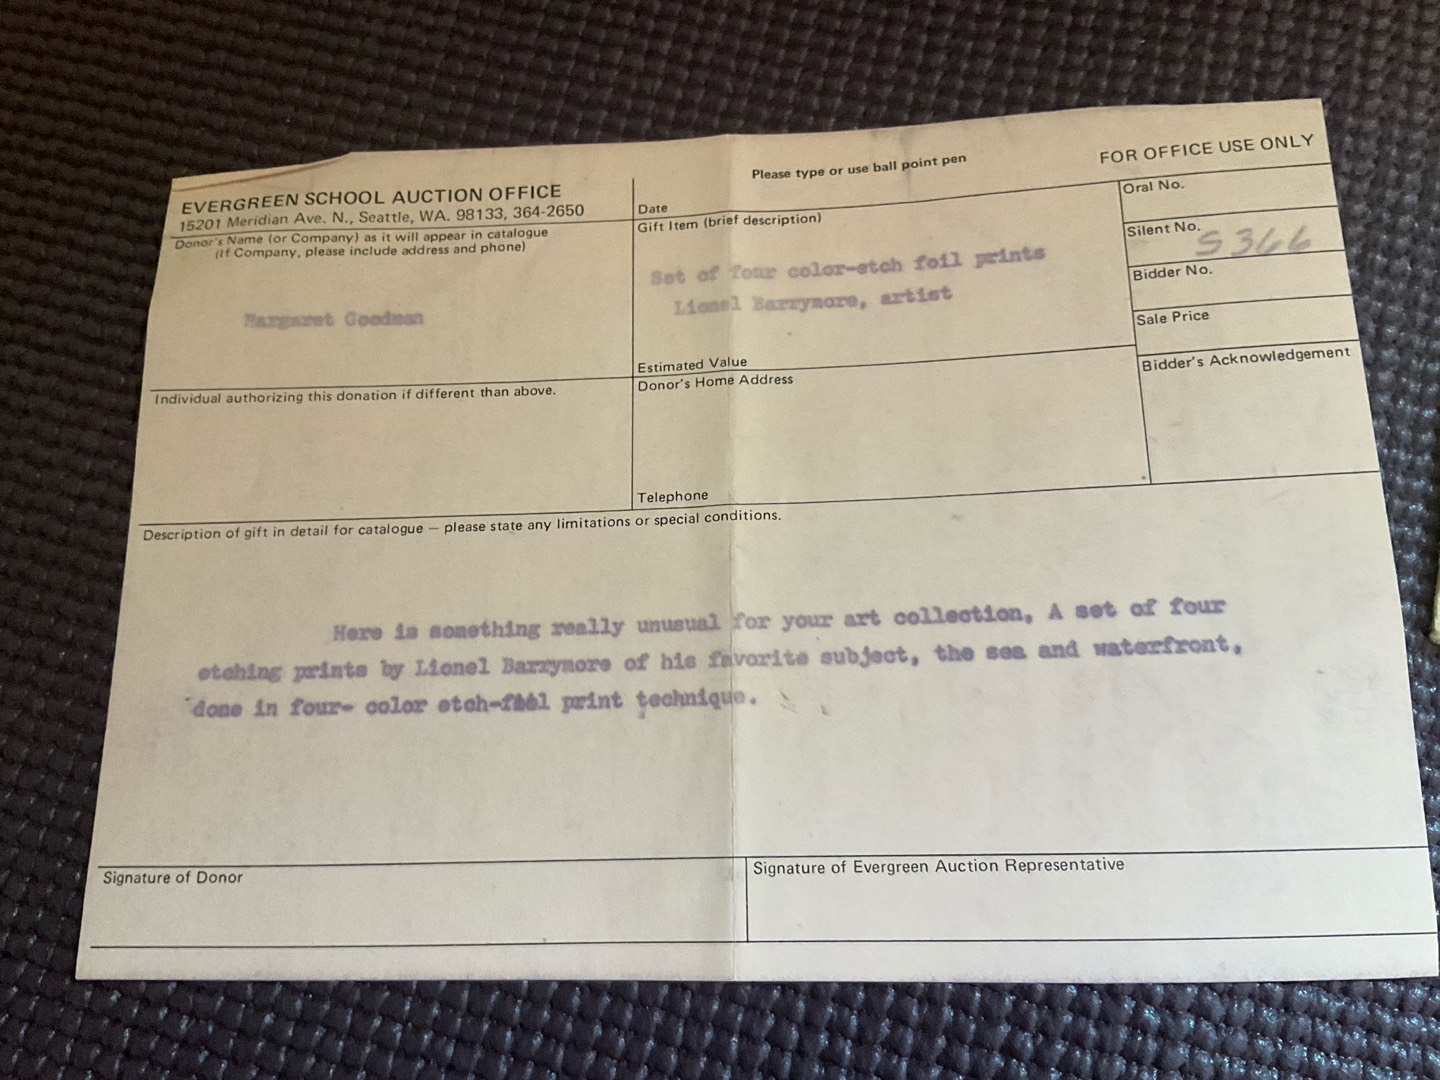 Please type or use ball point pen
FOR OFFICE USE ONLY
EVERGREEN SCHOOL AUCTION OFFICE
15201 Meridian Ave. N., Seattle, WA. 98133, 364-2650
Date
Oral No.
Donor's Name (or Company) as it will appear in catalogue
(If Company, please include address and phone)
Margaret Goodman
Gift Item (brief description)
Set of four color-etch foil prints
Lionel Barrymore, artist
Estimated Value
Silent No. S366
Bidder No.
Sale Price
Bidder's Acknowledgement
Individual authorizing this donation if different than above.
Donor's Home Address
Telephone
Description of gift in detail for catalogue — please state any limitations or special conditions.
Here is something really unusual for your art collection, A set of four
etching prints by Lionel Barrymore of his favorite subject, the sea and waterfront,
done in four- color etch- print technique.
Signature of Donor
Signature of Evergreen Auction Representative